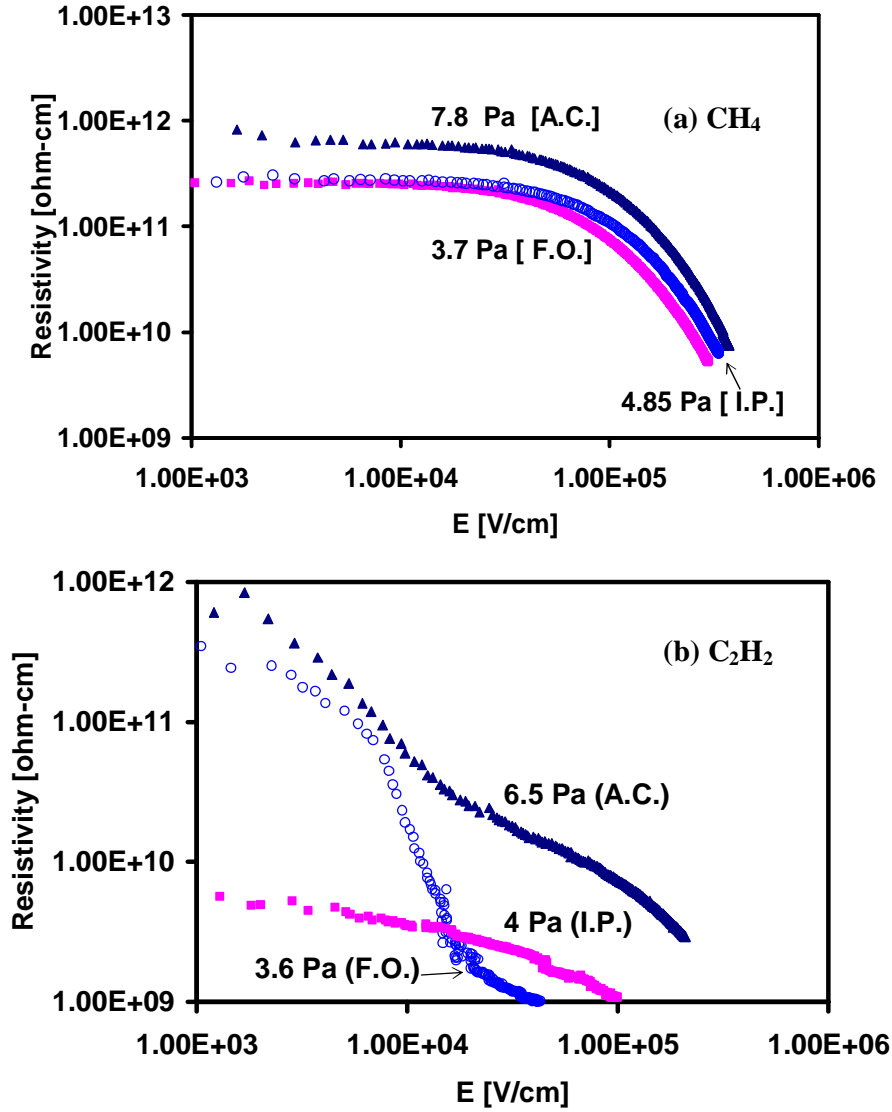 1.00E+13
1.00E+12
1.00E+11
1.00E+10
1.00E+09
Resistivity [ohm-cm]
7.8 Pa [A.C.]
(a) CH₄
3.7 Pa [ F.O.]
4.85 Pa [ I.P.]
1.00E+03 1.00E+04 1.00E+05 1.00E+06
E [V/cm]
1.00E+12
1.00E+11
1.00E+10
1.00E+09
Resistivity [ohm-cm]
(b) C₂H₂
6.5 Pa (A.C.)
4 Pa (I.P.)
3.6 Pa (F.O.)
1.00E+03 1.00E+04 1.00E+05 1.00E+06
E [V/cm]